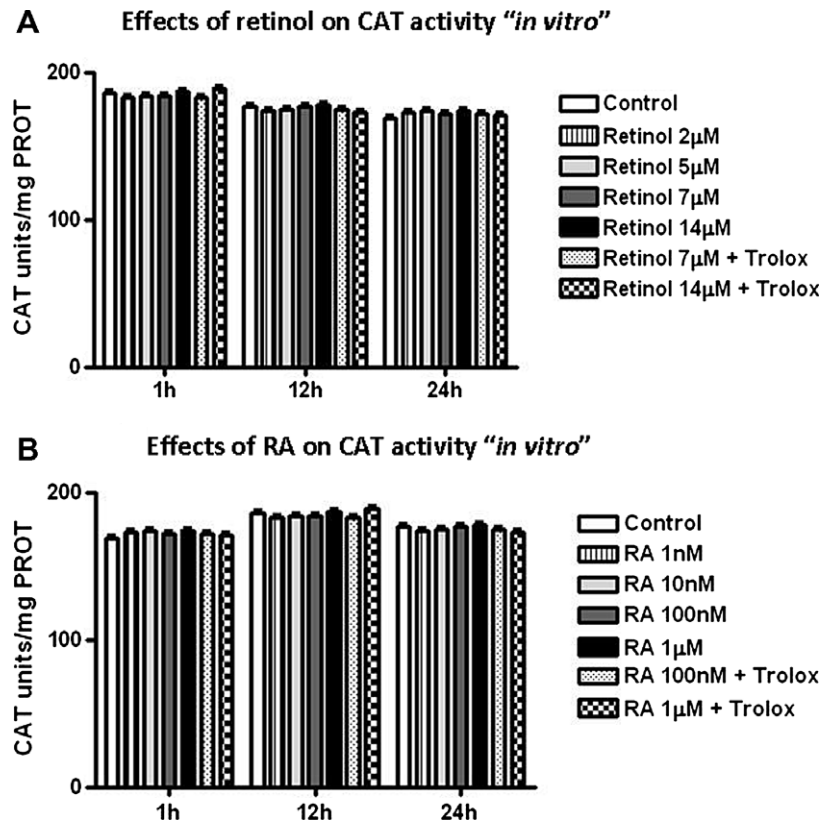 A
Effects of retinol on CAT activity "in vitro"
CAT units/mg PROT
200
100
0
1h
12h
24h
Control
Retinol 2µM
Retinol 5µM
Retinol 7µM
Retinol 14µM
Retinol 7µM + Trolox
Retinol 14µM + Trolox
B
Effects of RA on CAT activity "in vitro"
CAT units/mg PROT
200
100
0
1h
12h
24h
Control
RA 1nM
RA 10nM
RA 100nM
RA 1µM
RA 100nM + Trolox
RA 1µM + Trolox